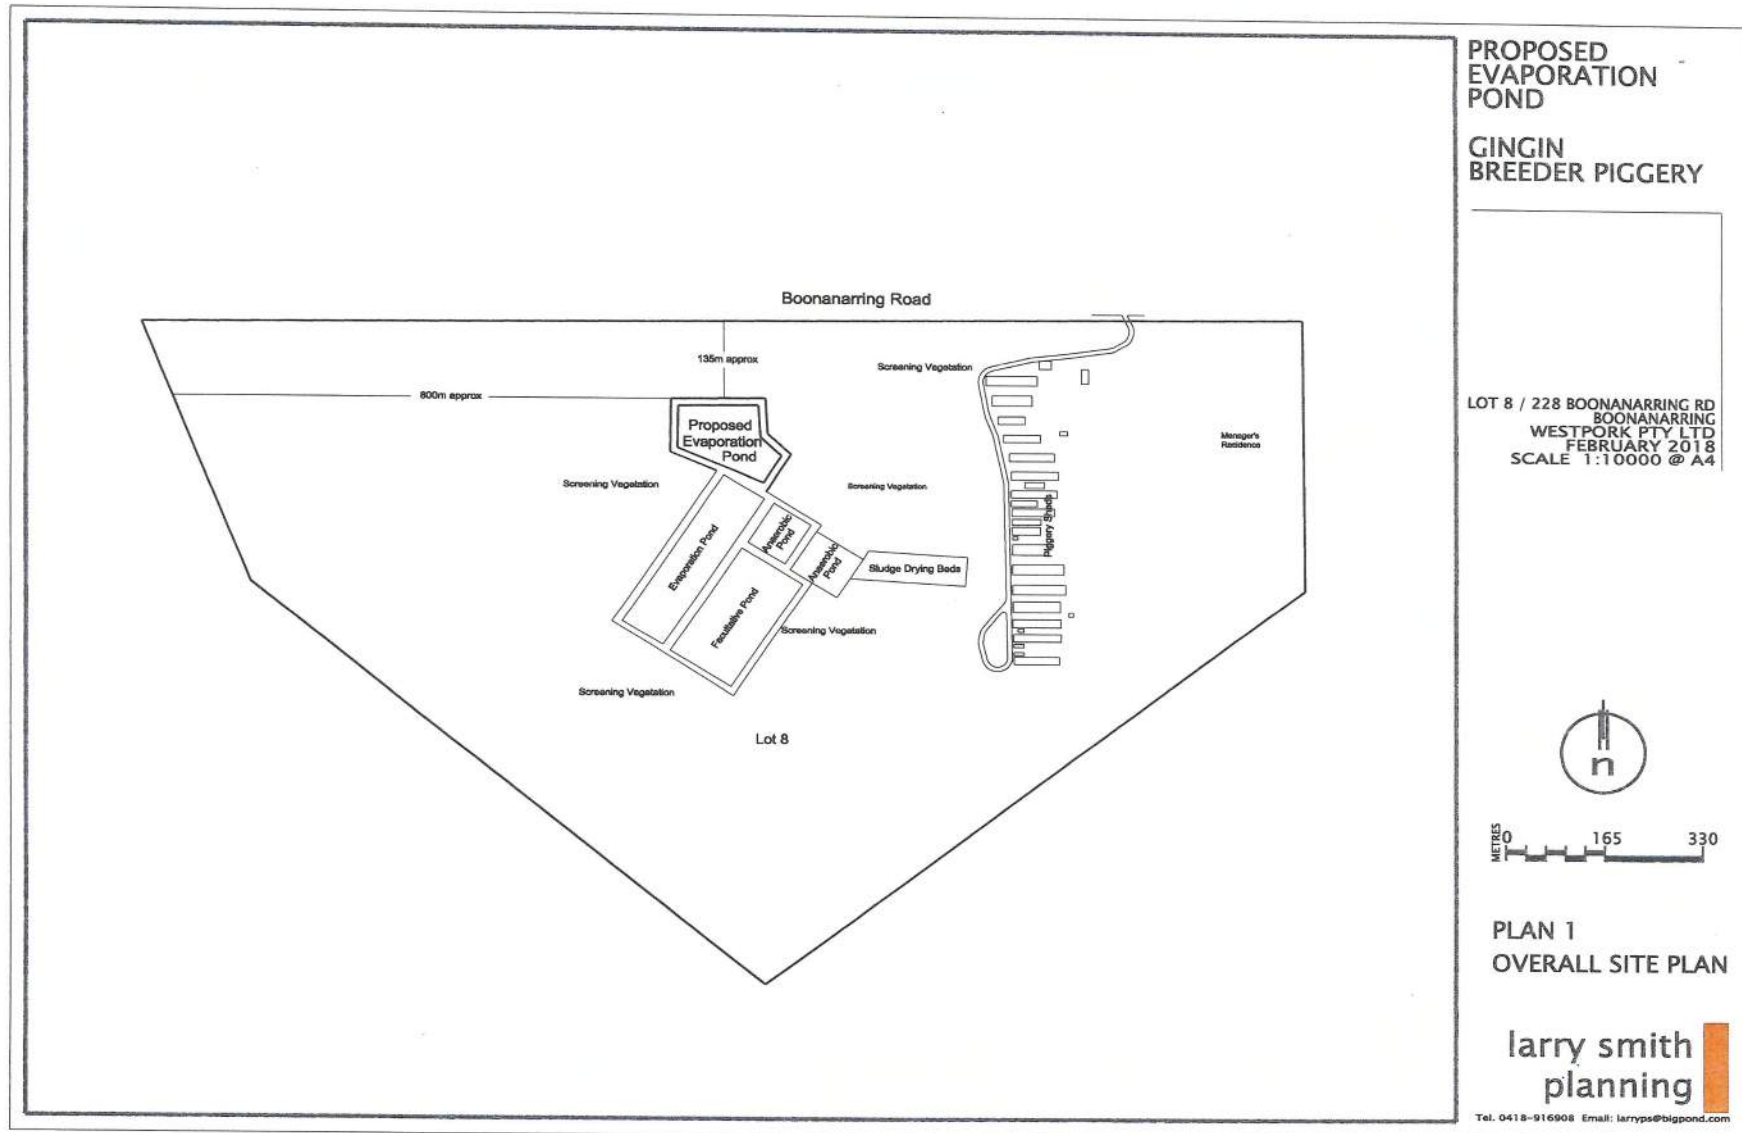 PROPOSED
EVAPORATION
POND
GINGIN
BREEDER PIGGERY
LOT 8 / 228 BOONANARRING RD
BOONANARRING
WESTPORK PTY LTD
FEBRUARY 2018
SCALE 1:10000 @ A4
Boonanarring Road
135m approx
Screening Vegetation
800m approx
Proposed
Evaporation
Pond
Manager's
Residence
Screening Vegetation
Screening Vegetation
Evaporation Pond
Anaerobic
Pond
Anaerobic
Pond
Sludge Drying Beds
Piggery Sheds
Facultative Pond
Screening Vegetation
Screening Vegetation
Lot 8
n
METRES
0 165 330
PLAN 1
OVERALL SITE PLAN
larry smith
planning
Tel. 0418-916908 Email: larryps@bigpond.com